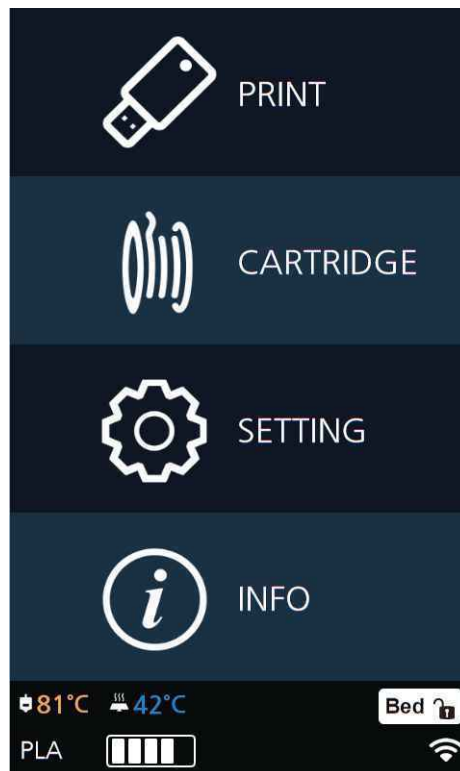 PRINT
CARTRIDGE
SETTING
INFO
81°C 42°C Bed
PLA